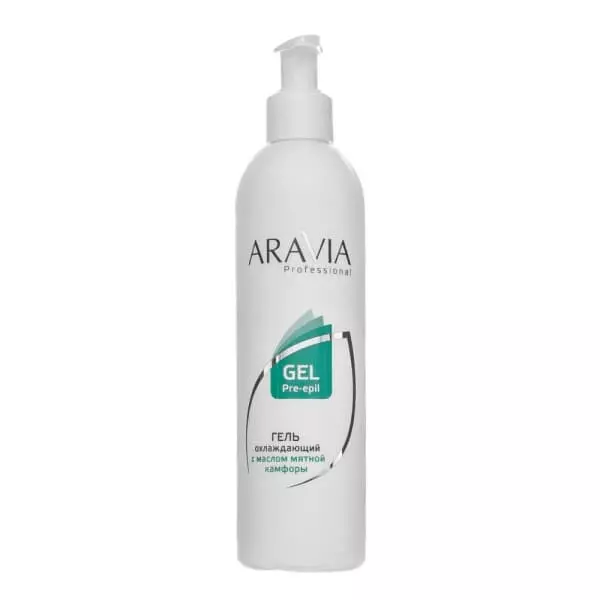 ARAVIA
Professional
GEL
Pre-epil
ГЕЛЬ
охлаждающий
с маслом мятной
камфоры